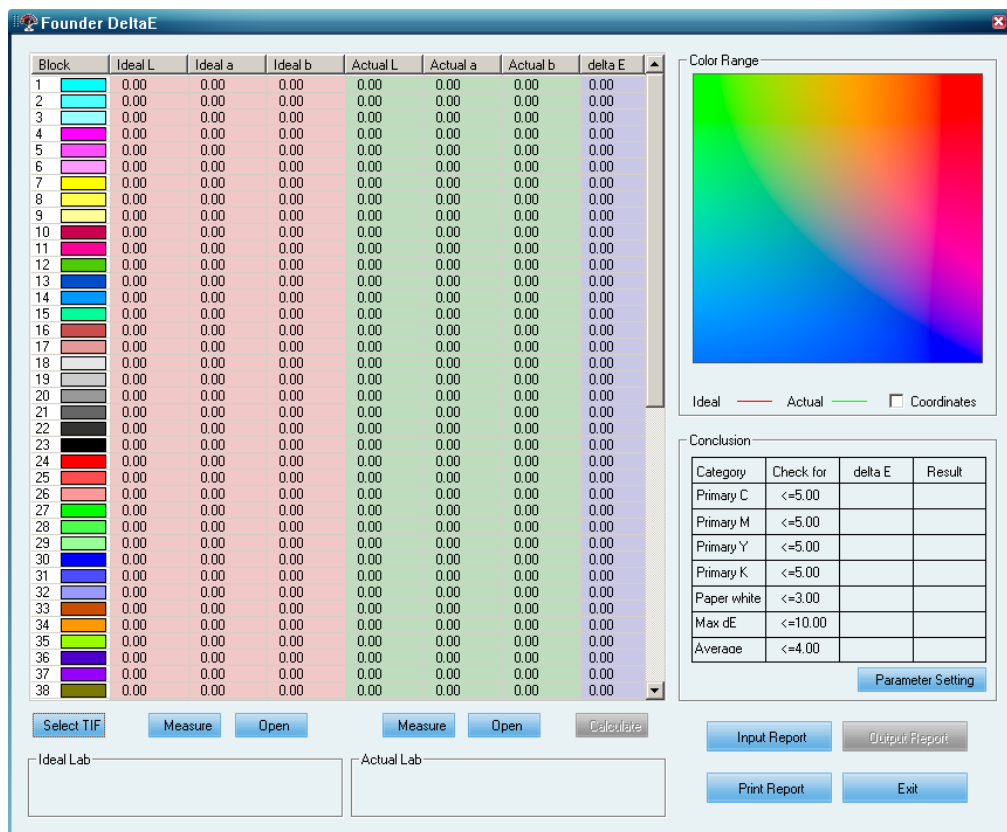 Founder DeltaE
Block Ideal L Ideal a Ideal b Actual L Actual a Actual b delta E
1 0.00 0.00 0.00 0.00 0.00 0.00 0.00
2 0.00 0.00 0.00 0.00 0.00 0.00 0.00
3 0.00 0.00 0.00 0.00 0.00 0.00 0.00
4 0.00 0.00 0.00 0.00 0.00 0.00 0.00
5 0.00 0.00 0.00 0.00 0.00 0.00 0.00
6 0.00 0.00 0.00 0.00 0.00 0.00 0.00
7 0.00 0.00 0.00 0.00 0.00 0.00 0.00
8 0.00 0.00 0.00 0.00 0.00 0.00 0.00
9 0.00 0.00 0.00 0.00 0.00 0.00 0.00
10 0.00 0.00 0.00 0.00 0.00 0.00 0.00
11 0.00 0.00 0.00 0.00 0.00 0.00 0.00
12 0.00 0.00 0.00 0.00 0.00 0.00 0.00
13 0.00 0.00 0.00 0.00 0.00 0.00 0.00
14 0.00 0.00 0.00 0.00 0.00 0.00 0.00
15 0.00 0.00 0.00 0.00 0.00 0.00 0.00
16 0.00 0.00 0.00 0.00 0.00 0.00 0.00
17 0.00 0.00 0.00 0.00 0.00 0.00 0.00
18 0.00 0.00 0.00 0.00 0.00 0.00 0.00
19 0.00 0.00 0.00 0.00 0.00 0.00 0.00
20 0.00 0.00 0.00 0.00 0.00 0.00 0.00
21 0.00 0.00 0.00 0.00 0.00 0.00 0.00
22 0.00 0.00 0.00 0.00 0.00 0.00 0.00
23 0.00 0.00 0.00 0.00 0.00 0.00 0.00
24 0.00 0.00 0.00 0.00 0.00 0.00 0.00
25 0.00 0.00 0.00 0.00 0.00 0.00 0.00
26 0.00 0.00 0.00 0.00 0.00 0.00 0.00
27 0.00 0.00 0.00 0.00 0.00 0.00 0.00
28 0.00 0.00 0.00 0.00 0.00 0.00 0.00
29 0.00 0.00 0.00 0.00 0.00 0.00 0.00
30 0.00 0.00 0.00 0.00 0.00 0.00 0.00
31 0.00 0.00 0.00 0.00 0.00 0.00 0.00
32 0.00 0.00 0.00 0.00 0.00 0.00 0.00
33 0.00 0.00 0.00 0.00 0.00 0.00 0.00
34 0.00 0.00 0.00 0.00 0.00 0.00 0.00
35 0.00 0.00 0.00 0.00 0.00 0.00 0.00
36 0.00 0.00 0.00 0.00 0.00 0.00 0.00
37 0.00 0.00 0.00 0.00 0.00 0.00 0.00
38 0.00 0.00 0.00 0.00 0.00 0.00 0.00
Select TIF Measure Open Measure Open Calculate
Ideal Lab Actual Lab
Color Range
Ideal Actual Coordinates
Conclusion
Category Check for delta E Result
Primary C <=5.00
Primary M <=5.00
Primary Y <=5.00
Primary K <=5.00
Paper white <=3.00
Max dE <=10.00
Average <=4.00
Parameter Setting
Input Report Output Report
Print Report Exit